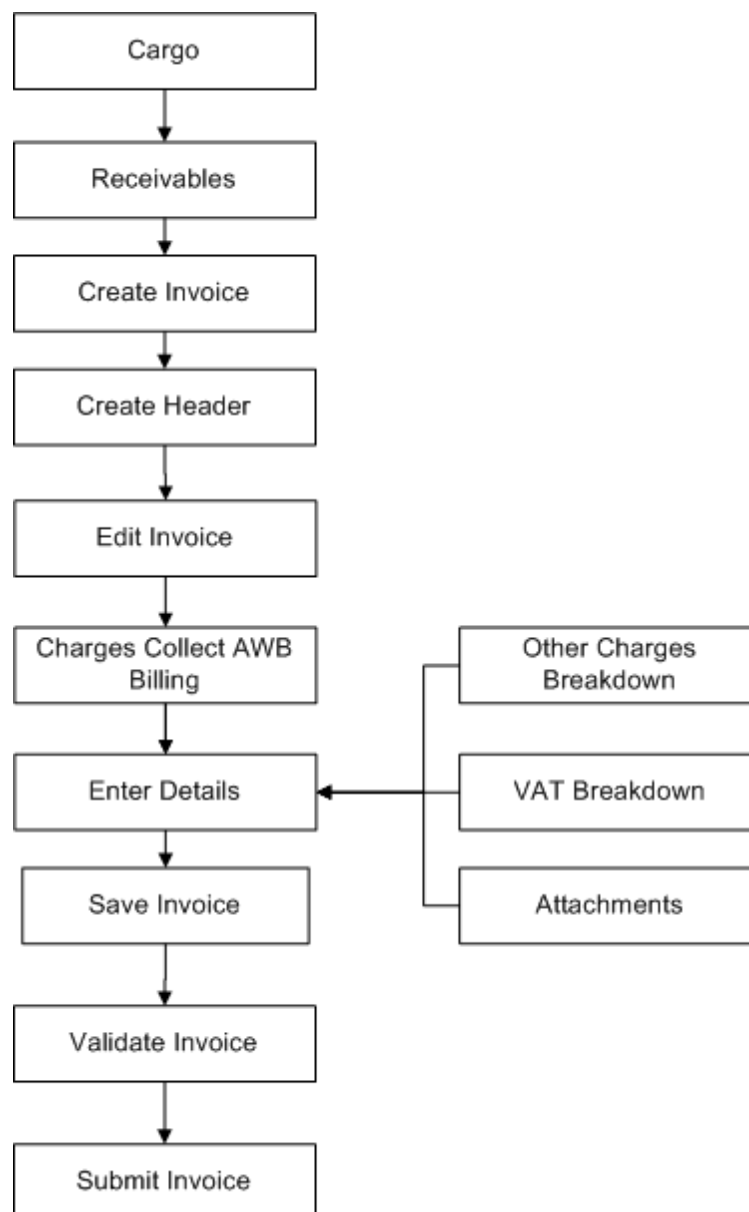 Cargo
Receivables
Create Invoice
Create Header
Edit Invoice
Charges Collect AWB
Billing
Other Charges
Breakdown
Enter Details
VAT Breakdown
Save Invoice
Attachments
Validate Invoice
Submit Invoice